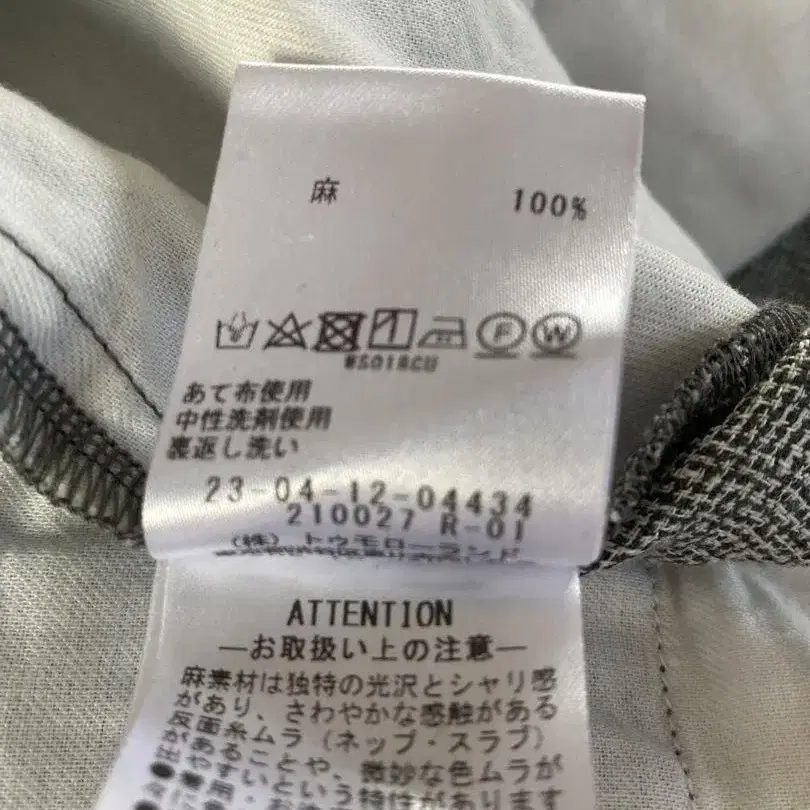 麻 100%
F W
WS018CU
あて布使用
中性洗剤使用
裏返し洗い
23-04-12-04434
210027 R-01
(株) トゥモローランド
ATTENTION
―お取扱い上の注意―
麻素材は独特の光沢とシャリ感
があり、さわやかな感触がある
反面糸ムラ(ネップ・スラブ)
があることや、微妙な色ムラが
出やすいという特性があります
●着用・お洗